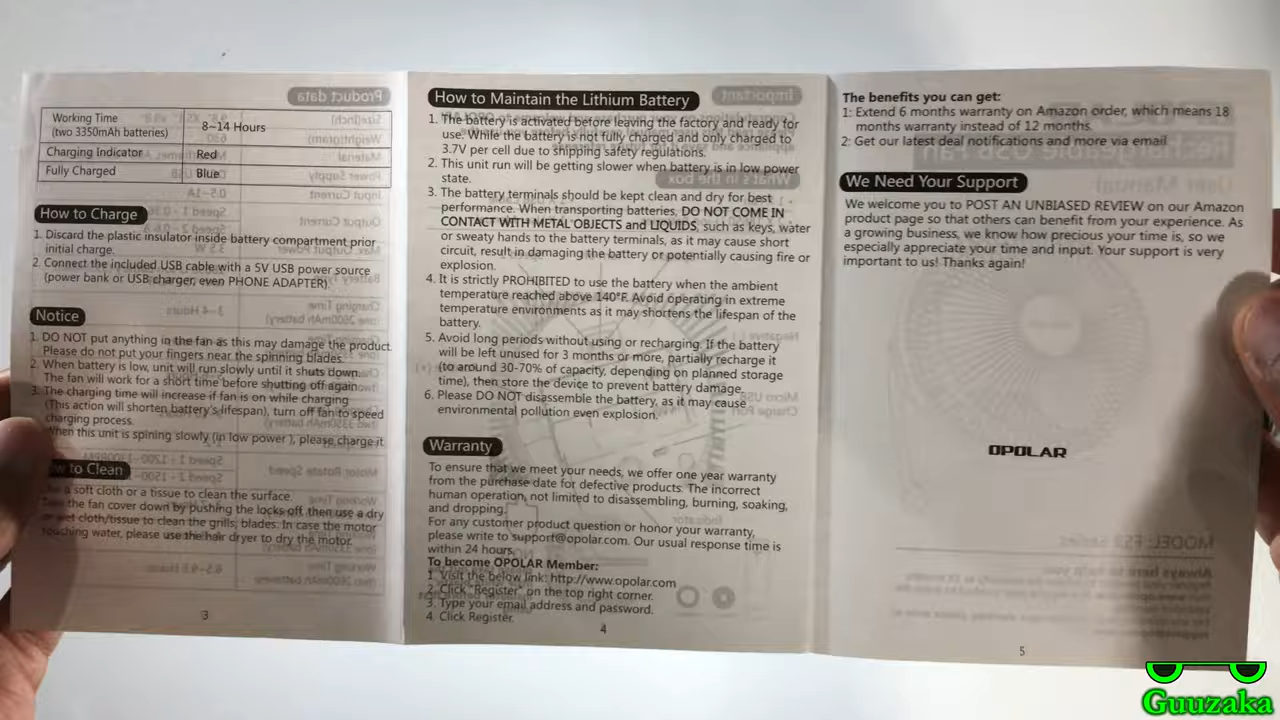 Working Time
(two 3350mAh batteries)
8~14 Hours
Charging Indicator
Red
Fully Charged
Blue
How to Charge
1. Discard the plastic insulator inside battery compartment prior
initial charge.
2. Connect the included USB cable with a 5V USB power source
(power bank or USB charger, even PHONE ADAPTER).
Notice
1. DO NOT put anything in the fan as this may damage the product.
Please do not put your fingers near the spinning blades.
2. When battery is low, unit will run slowly until it shuts down.
The fan will work for a short time before shutting off again
3. The charging time will increase if fan is on while charging
(This action will shorten battery's lifespan), turn off fan to speed
charging process.
When this unit is spining slowly (in low power ), please charge it
to Clean
a soft cloth or a tissue to clean the surface.
the fan cover down by pushing the locks off, then use a dry
wet cloth/tissue to clean the grills, blades. In case the motor
touching water, please use the hair dryer to dry the motor.
3
How to Maintain the Lithium Battery
1. The battery is activated before leaving the factory and ready for
use. While the battery is not fully charged and only charged to
3.7V per cell due to shipping safety regulations.
2. This unit run will be getting slower when battery is in low power
state.
3. The battery terminals should be kept clean and dry for best
performance. When transporting batteries, DO NOT COME IN
CONTACT WITH METAL OBJECTS and LIQUIDS, such as keys, water
or sweaty hands to the battery terminals, as it may cause short
circuit, result in damaging the battery or potentially causing fire or
explosion.
4. It is strictly PROHIBITED to use the battery when the ambient
temperature reached above 140°F. Avoid operating in extreme
temperature environments as it may shortens the lifespan of the
battery.
5. Avoid long periods without using or recharging. If the battery
will be left unused for 3 months or more, partially recharge it
(to around 30-70% of capacity, depending on planned storage
time), then store the device to prevent battery damage.
6. Please DO NOT disassemble the battery, as it may cause
environmental pollution even explosion.
Warranty
To ensure that we meet your needs, we offer one year warranty
from the purchase date for defective products. The incorrect
human operation, not limited to disassembling, burning, soaking,
and dropping.
For any customer product question or honor your warranty,
please write to support@opolar.com. Our usual response time is
within 24 hours.
To become OPOLAR Member:
1. Visit the below link: http://www.opolar.com
2. Click "Register" on the top right corner.
3. Type your email address and password.
4. Click Register.
4
The benefits you can get:
1: Extend 6 months warranty on Amazon order, which means 18
months warranty instead of 12 months.
2: Get our latest deal notifications and more via email.
We Need Your Support
We welcome you to POST AN UNBIASED REVIEW on our Amazon
product page so that others can benefit from your experience. As
a growing business, we know how precious your time is, so we
especially appreciate your time and input. Your support is very
important to us! Thanks again!
OPOLAR
5
Guuzaka